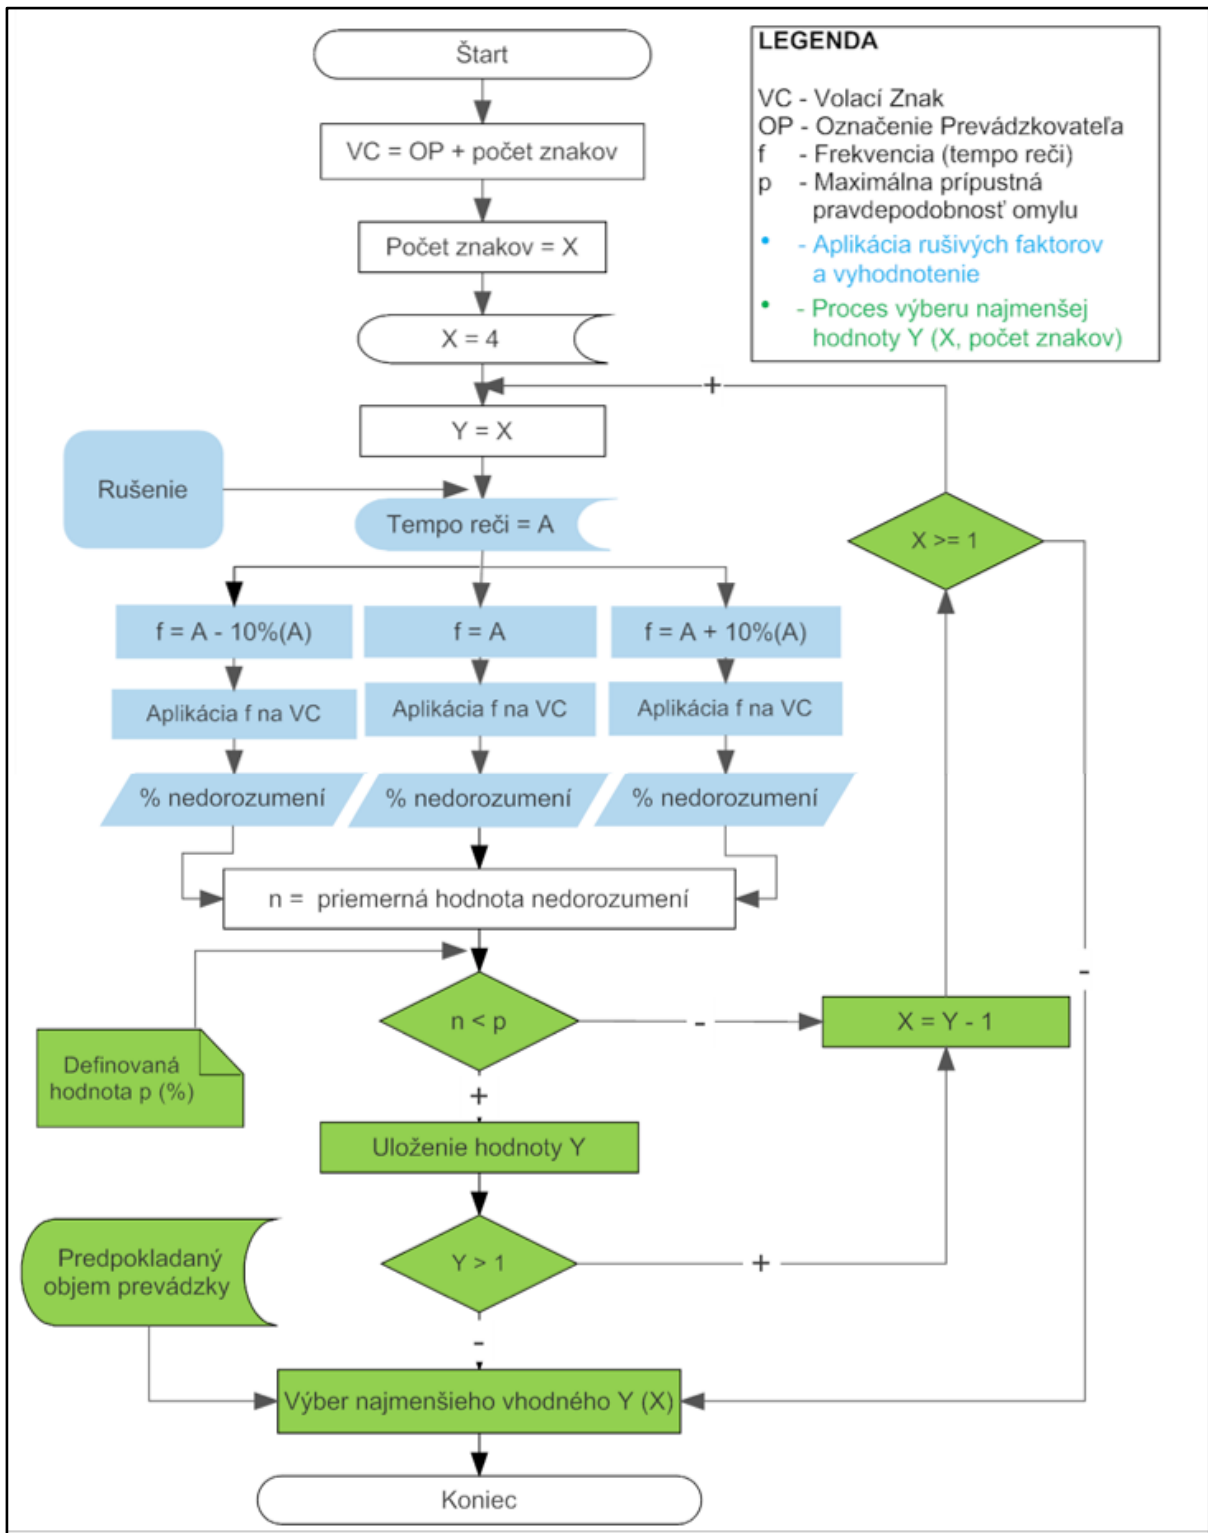 Štart
VC = OP + počet znakov
Počet znakov = X
X = 4
Y = X
LEGENDA
VC - Volací Znak
OP - Označenie Prevádzkovateľa
f - Frekvencia (tempo reči)
p - Maximálna prípustná
pravdepodobnosť omylu
• - Aplikácia rušivých faktorov
a vyhodnotenie
• - Proces výberu najmenšej
hodnoty Y (X, počet znakov)
+
Rušenie
Tempo reči = A
X >= 1
f = A - 10%(A)
f = A
f = A + 10%(A)
Aplikácia f na VC
Aplikácia f na VC
Aplikácia f na VC
% nedorozumení
% nedorozumení
% nedorozumení
n = priemerná hodnota nedorozumení
-
n < p
-
X = Y - 1
Definovaná
hodnota p (%)
+
Uloženie hodnoty Y
Y > 1
+
Predpokladaný
objem prevádzky
-
Výber najmenšieho vhodného Y (X)
Koniec